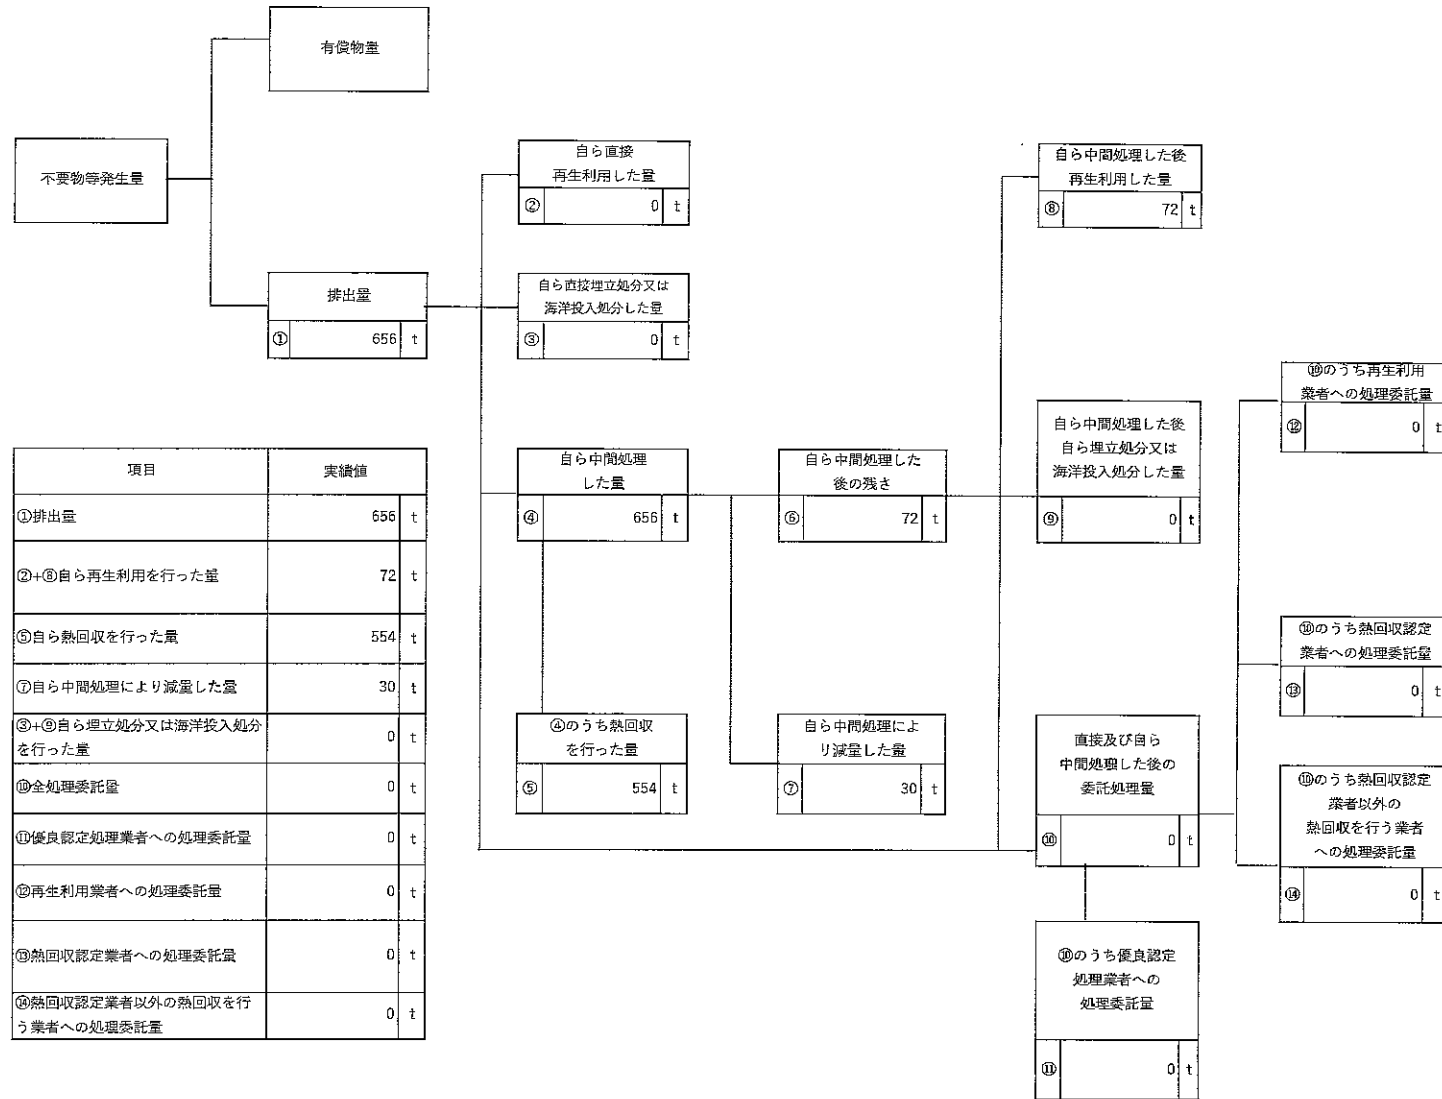 有償物量
不要物等発生量
排出量
① 656 t
自ら直接
再生利用した量
② 0 t
自ら直接埋立処分又は
海洋投入処分した量
③ 0 t
自ら中間処理
した量
④ 656 t
④のうち熱回収
を行った量
⑤ 554 t
自ら中間処理した
後の残さ
⑥ 72 t
自ら中間処理によ
り減量した量
⑦ 30 t
自ら中間処理した後
再生利用した量
⑧ 72 t
自ら中間処理した後
自ら埋立処分又は
海洋投入処分した量
⑨ 0 t
直接及び自ら
中間処理した後の
委託処理量
⑩ 0 t
⑩のうち優良認定
処理業者への
処理委託量
⑪ 0 t
⑩のうち再生利用
業者への処理委託量
⑫ 0 t
⑩のうち熱回収認定
業者への処理委託量
⑬ 0 t
⑩のうち熱回収認定
業者以外の
熱回収を行う業者
への処理委託量
⑭ 0 t
項目 実績値
①排出量 656 t
②+⑧自ら再生利用を行った量 72 t
⑤自ら熱回収を行った量 554 t
⑦自ら中間処理により減量した量 30 t
③+⑨自ら埋立処分又は海洋投入処分
を行った量 0 t
⑩全処理委託量 0 t
⑪優良認定処理業者への処理委託量 0 t
⑫再生利用業者への処理委託量 0 t
⑬熱回収認定業者への処理委託量 0 t
⑭熱回収認定業者以外の熱回収を行
う業者への処理委託量 0 t